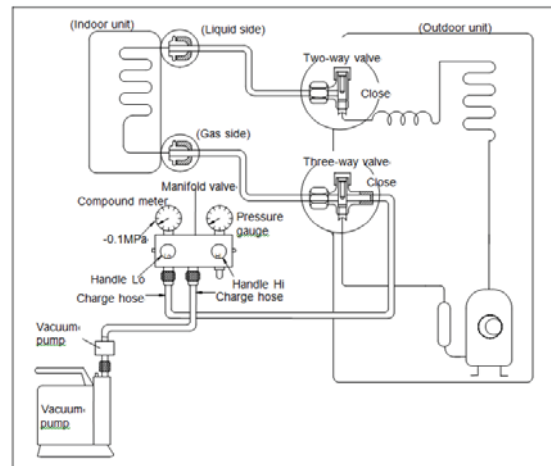 (Indoor unit)
(Liquid side)
(Outdoor unit)
Two-way valve
Close
(Gas side)
Three-way valve
Close
Manifold valve
Compound meter
Pressure
gauge
-0.1MPa
Handle Lo
Handle Hi
Charge hose
Charge hose
Vacuum-
pump
Vacuum-
pump